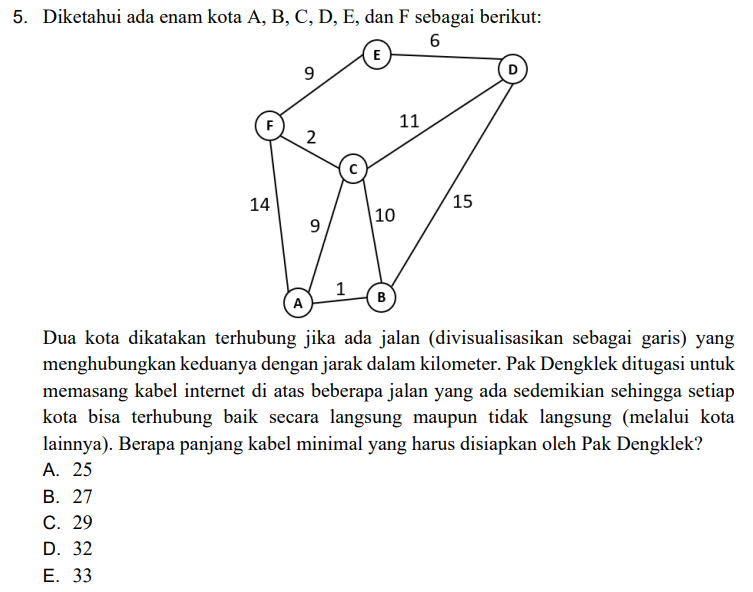 5. Diketahui ada enam kota A, B, C, D, E, dan F sebagai berikut:
6
E
D
9
F
11
2
C
14
15
10
9
1
A
B
Dua kota dikatakan terhubung jika ada jalan (divisualisasikan sebagai garis) yang
menghubungkan keduanya dengan jarak dalam kilometer. Pak Dengklek ditugasi untuk
memasang kabel internet di atas beberapa jalan yang ada sedemikian sehingga setiap
kota bisa terhubung baik secara langsung maupun tidak langsung (melalui kota
lainnya). Berapa panjang kabel minimal yang harus disiapkan oleh Pak Dengklek?
A. 25
B. 27
C. 29
D. 32
E. 33